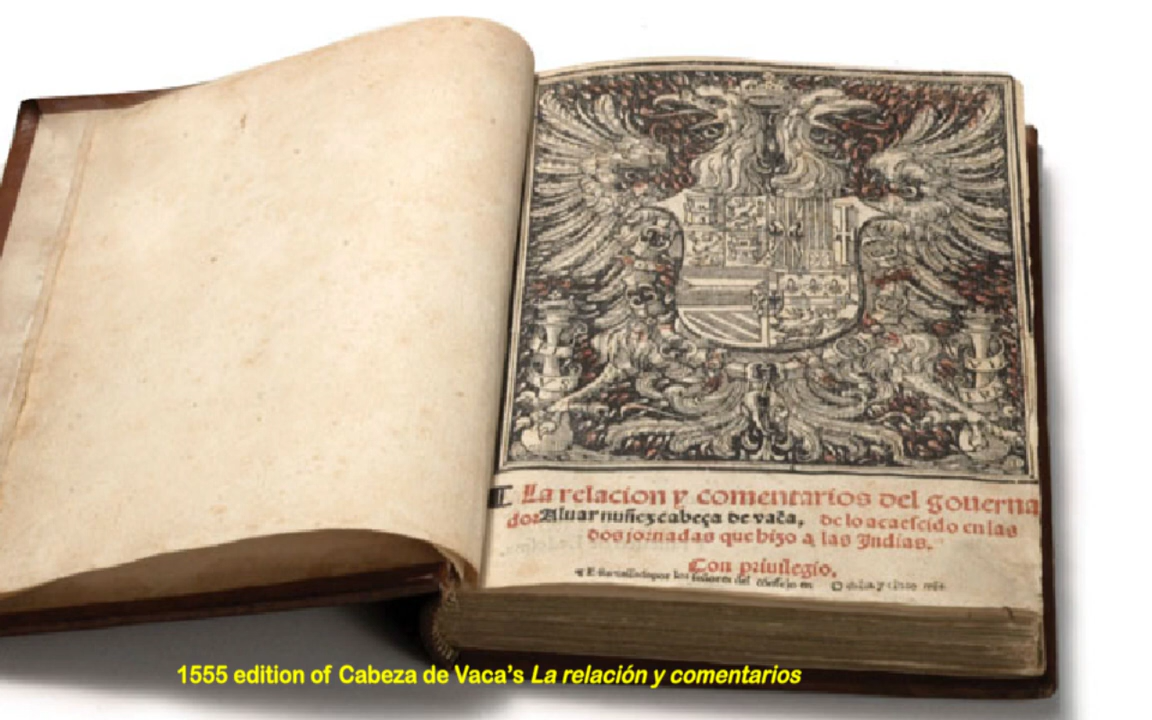 La relacion y comentarios del gouerna
dor Aluar nuñez cabeça de vaca, de lo acaescido en las
dos jornadas que hizo a las Indias.
Con priuilegio.
1555 edition of Cabeza de Vaca’s La relación y comentarios